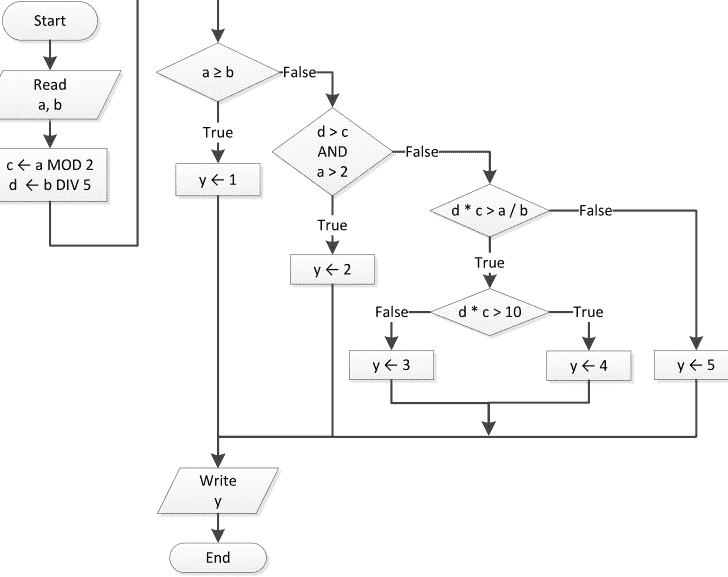 Start
Read
a, b
c ← a MOD 2
d ← b DIV 5
a ≥ b
False
True
y ← 1
d > c
AND
a > 2
False
True
y ← 2
d * c > a / b
False
True
d * c > 10
False
True
y ← 3
y ← 4
y ← 5
Write
y
End